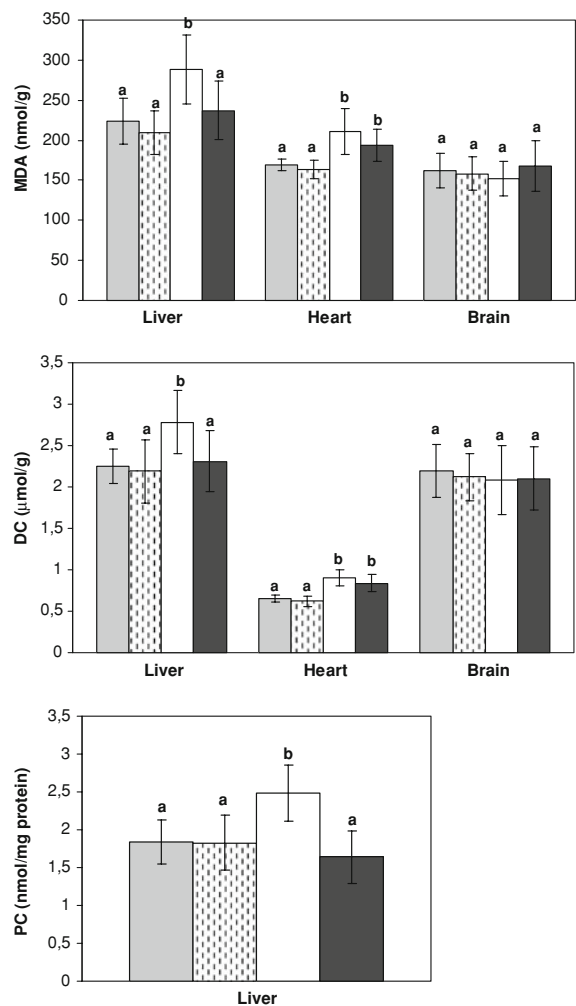 MDA (nmol/g)
350
300
250
200
150
100
50
0
a a b a
a a b b
a a a a
Liver Heart Brain
DC (μmol/g)
3,5
3
2,5
2
1,5
1
0,5
0
a a b a
a a b b
a a a a
Liver Heart Brain
PC (nmol/mg protein)
3,5
3
2,5
2
1,5
1
0,5
0
a a b a
Liver